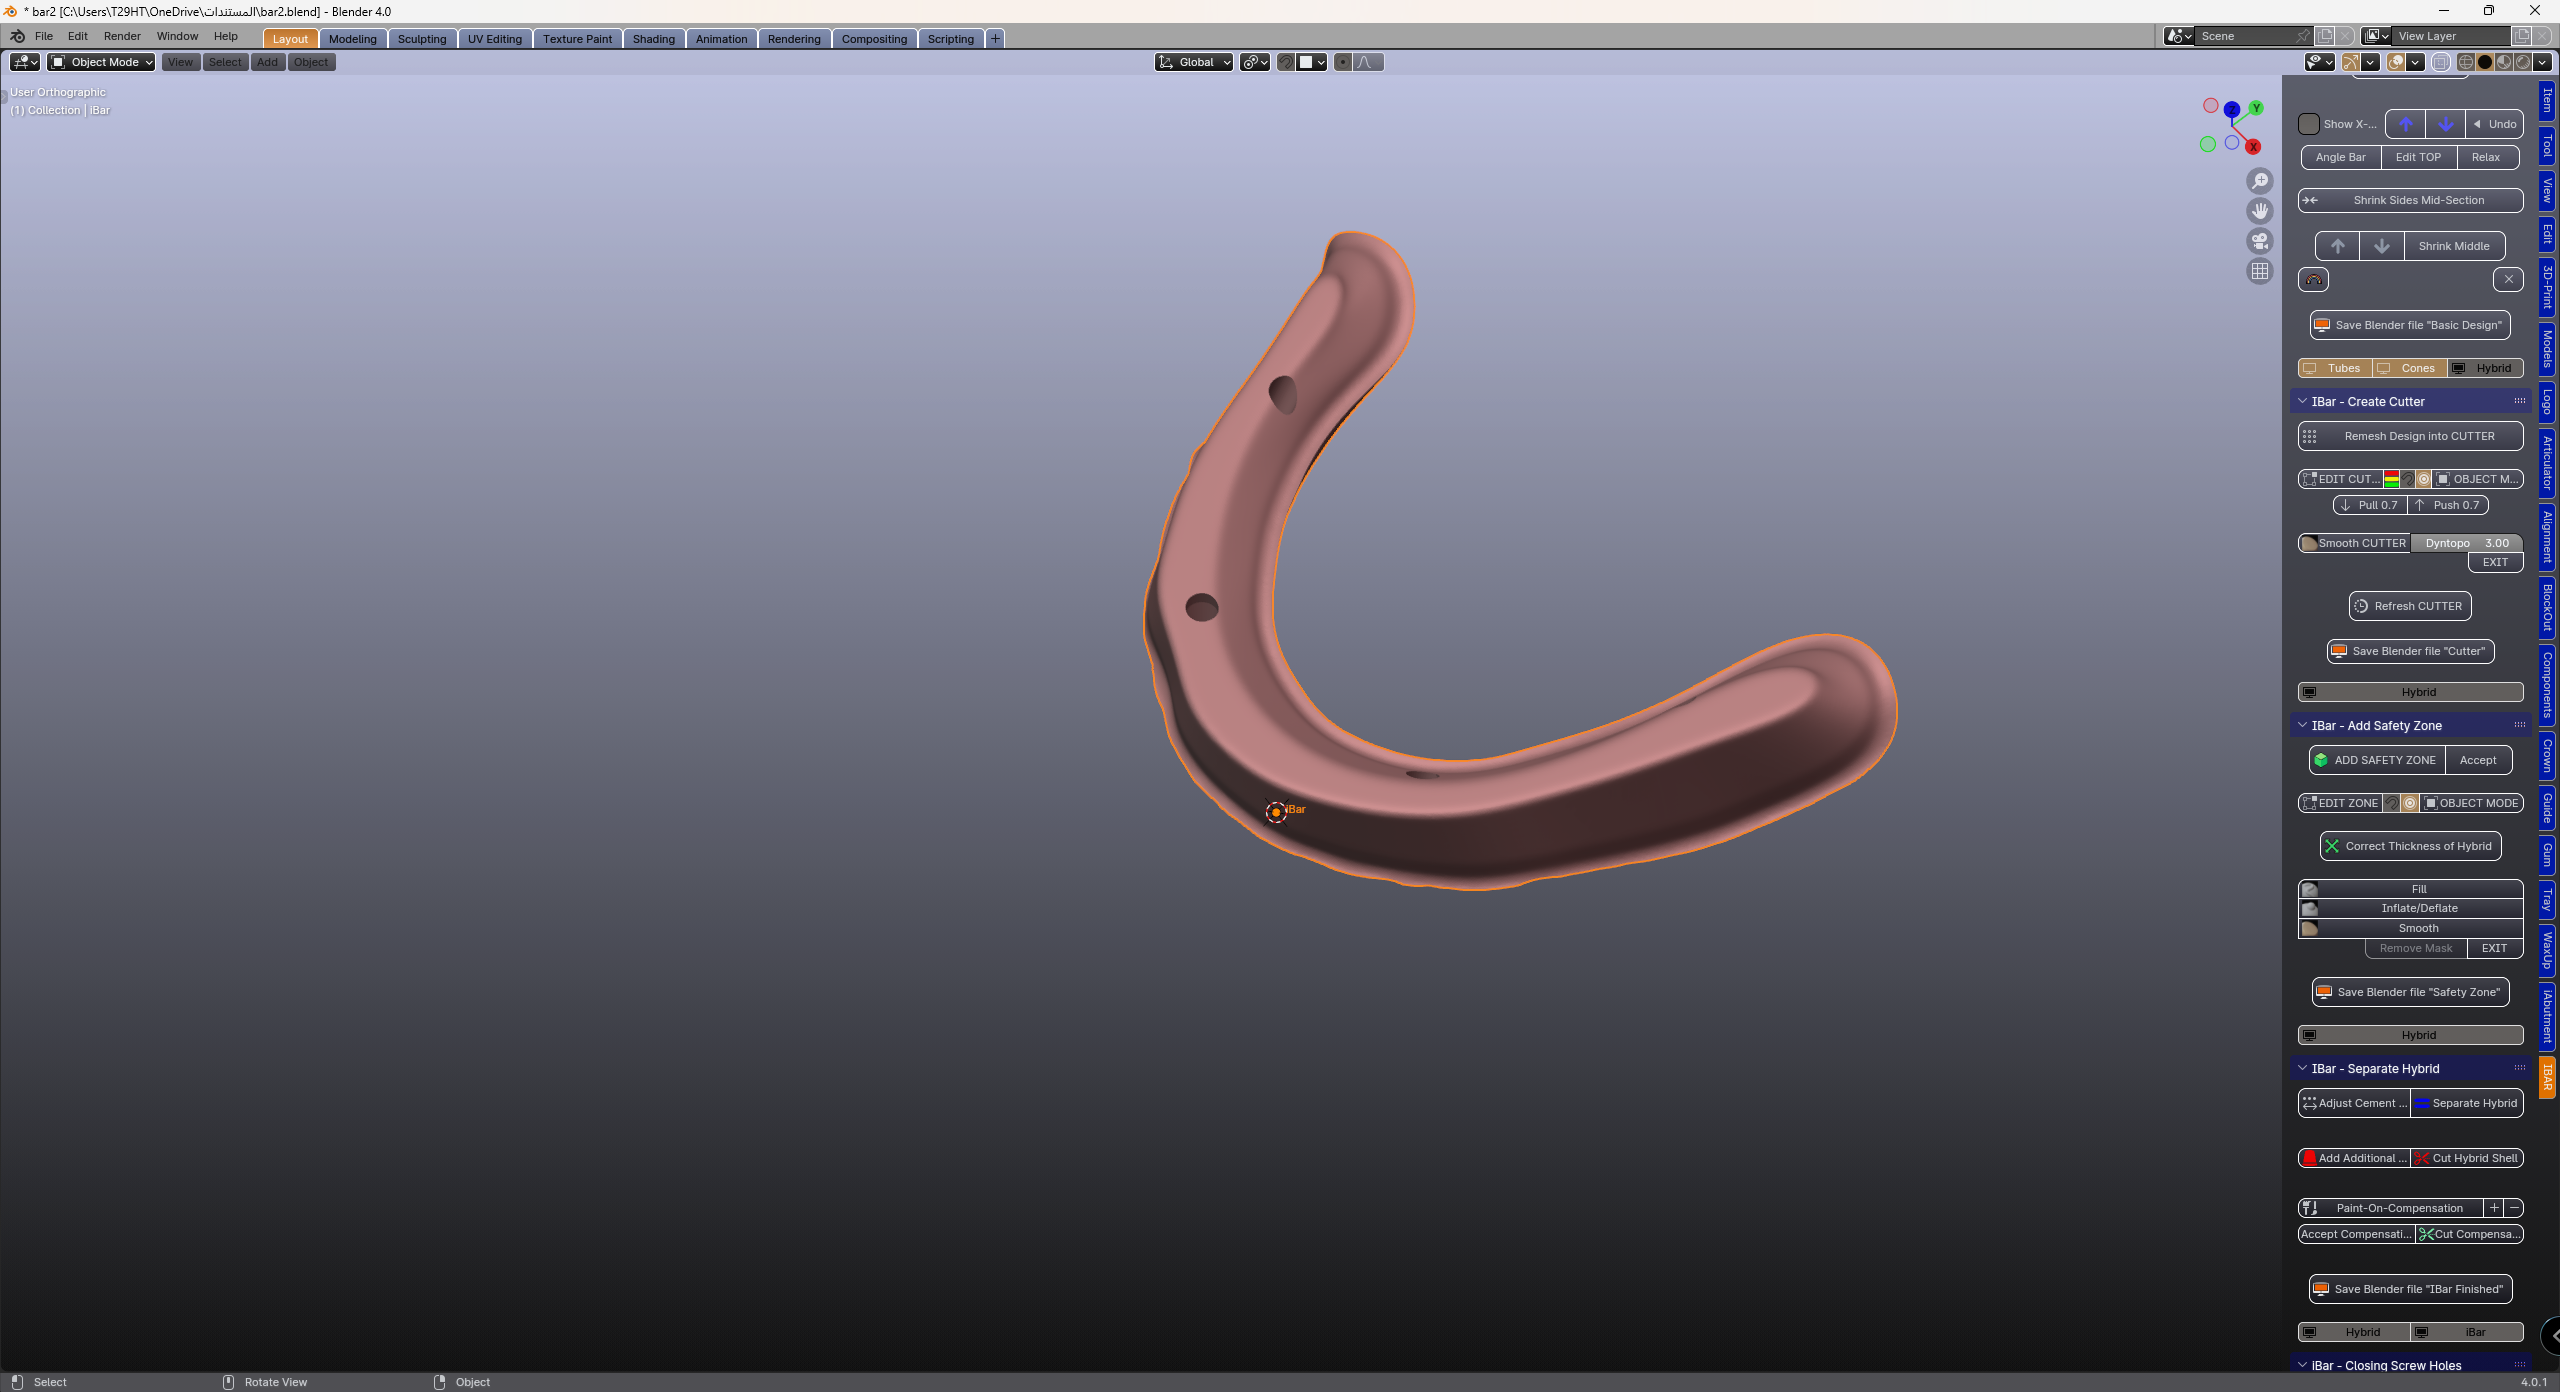 * bar2 [C:\Users\T29HT\OneDrive\المستندات\bar2.blend] - Blender 4.0
File Edit Render Window Help Layout Modeling Sculpting UV Editing Texture Paint Shading Animation Rendering Compositing Scripting + Scene View Layer
Object Mode View Select Add Object Global
User Orthographic
(1) Collection | iBar
Z Y X
iBar
Show X-... Undo
Angle Bar Edit TOP Relax
Shrink Sides Mid-Section
Shrink Middle
Save Blender file "Basic Design"
Tubes Cones Hybrid
IBar - Create Cutter
Remesh Design into CUTTER
EDIT CUT... OBJECT M...
Pull 0.7 Push 0.7
Smooth CUTTER Dyntopo 3.00
EXIT
Refresh CUTTER
Save Blender file "Cutter"
Hybrid
IBar - Add Safety Zone
ADD SAFETY ZONE Accept
EDIT ZONE OBJECT MODE
Correct Thickness of Hybrid
Fill
Inflate/Deflate
Smooth
Remove Mask EXIT
Save Blender file "Safety Zone"
Hybrid
IBar - Separate Hybrid
Adjust Cement ... Separate Hybrid
Add Additional ... Cut Hybrid Shell
Paint-On-Compensation + −
Accept Compensati... Cut Compensa...
Save Blender file "IBar Finished"
Hybrid iBar
iBar - Closing Screw Holes
Item
Tool
View
Edit
3D-Print
Models
Logo
Articulator
Alignment
BlockOut
Components
Crown
Guide
Gum
Tray
WaxUp
iAbutment
IBAR
Select Rotate View Object 4.0.1